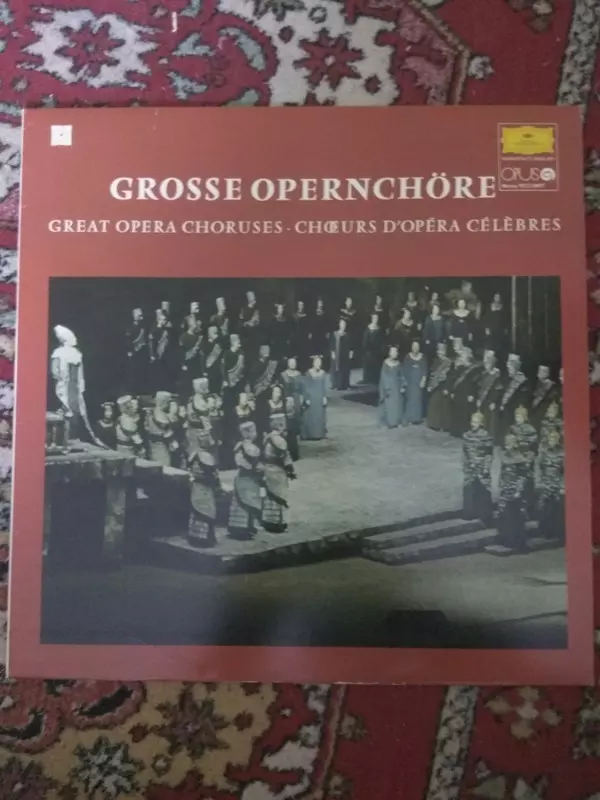 OPUS
GROSSE OPERNCHÖRE
GREAT OPERA CHORUSES · CHŒURS D'OPÉRA CÉLÈBRES